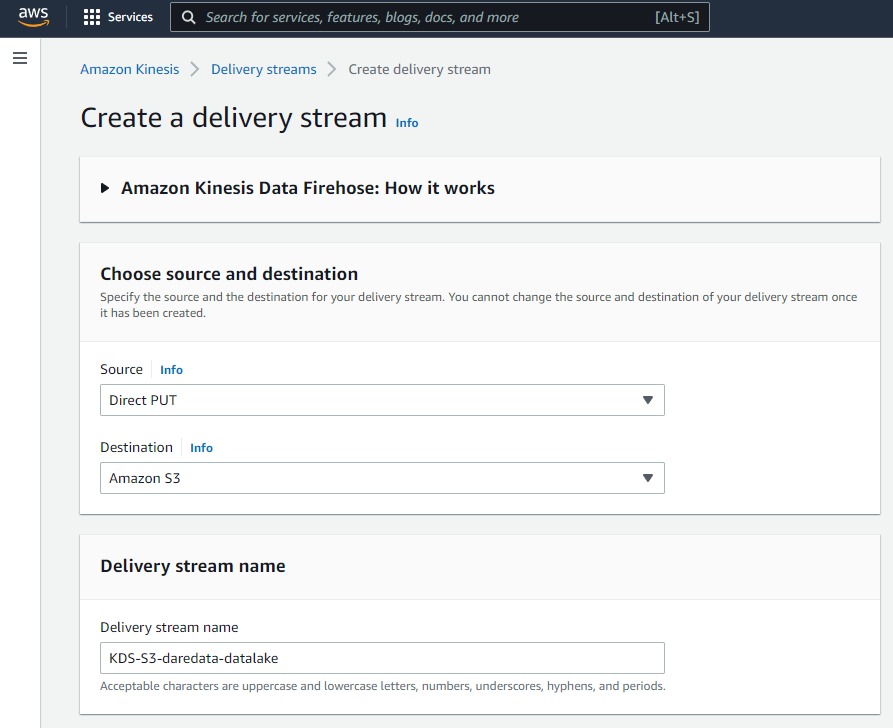 aws
Services
Search for services, features, blogs, docs, and more [Alt+S]
Amazon Kinesis > Delivery streams > Create delivery stream
Create a delivery stream Info
Amazon Kinesis Data Firehose: How it works
Choose source and destination
Specify the source and the destination for your delivery stream. You cannot change the source and destination of your delivery stream once
it has been created.
Source Info
Direct PUT
Destination Info
Amazon S3
Delivery stream name
Delivery stream name
KDS-S3-daredata-datalake
Acceptable characters are uppercase and lowercase letters, numbers, underscores, hyphens, and periods.